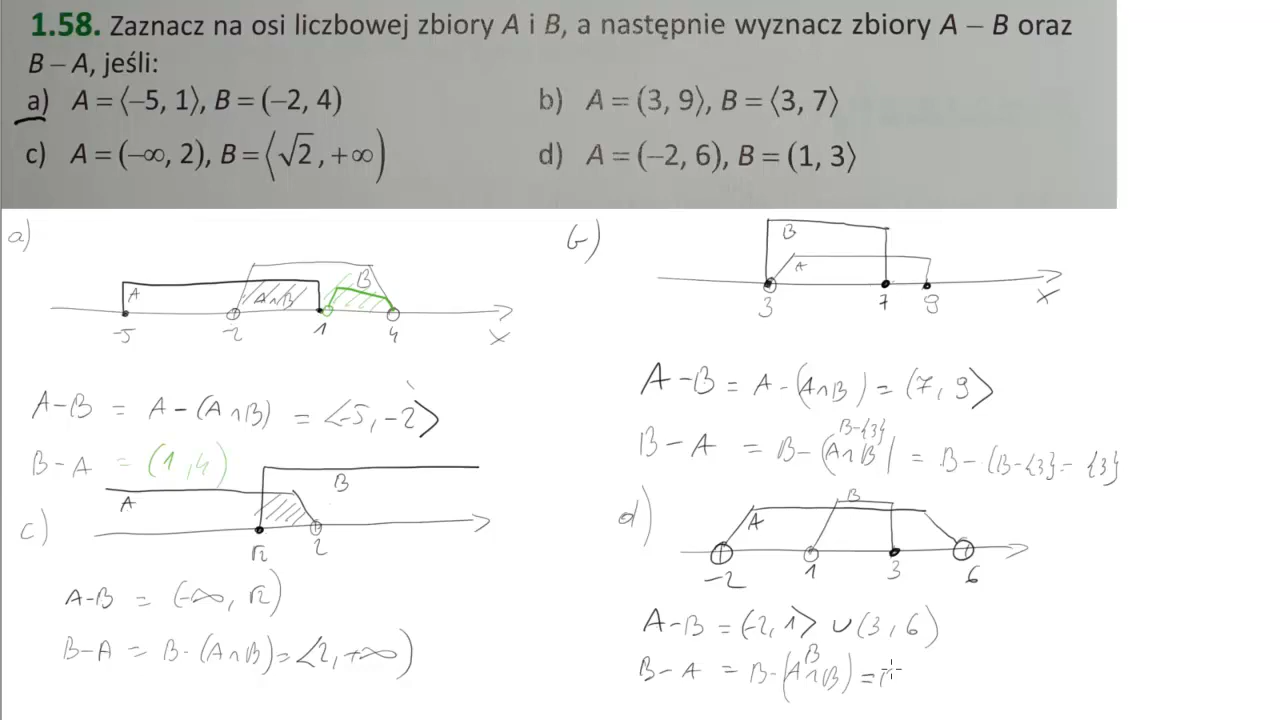 1.58. Zaznacz na osi liczbowej zbiory A i B, a następnie wyznacz zbiory A – B oraz
B – A, jeśli:
a) A = ⟨–5, 1⟩, B = (–2, 4)
b) A = (3, 9⟩, B = ⟨3, 7⟩
c) A = (–∞, 2), B = ⟨√2, +∞)
d) A = (–2, 6), B = (1, 3⟩
a)
A A∩B B
-5 -2 1 4 x
A-B = A-(A∩B) = <-5,-2>
B-A = (1,4)
b)
B
A
3 7 9 x
A-B = A-(A∩B) = (7,9>
B-{3}
B-A = B-(A∩B) = B-(B-{3}= {3}
c)
A B
√2 2
A-B = (-∞, √2)
B-A = B-(A∩B) = <2,+∞)
d)
A B
-2 1 3 6
A-B = (-2,1> ∪ (3,6)
B
B-A = B-(A∩B) =